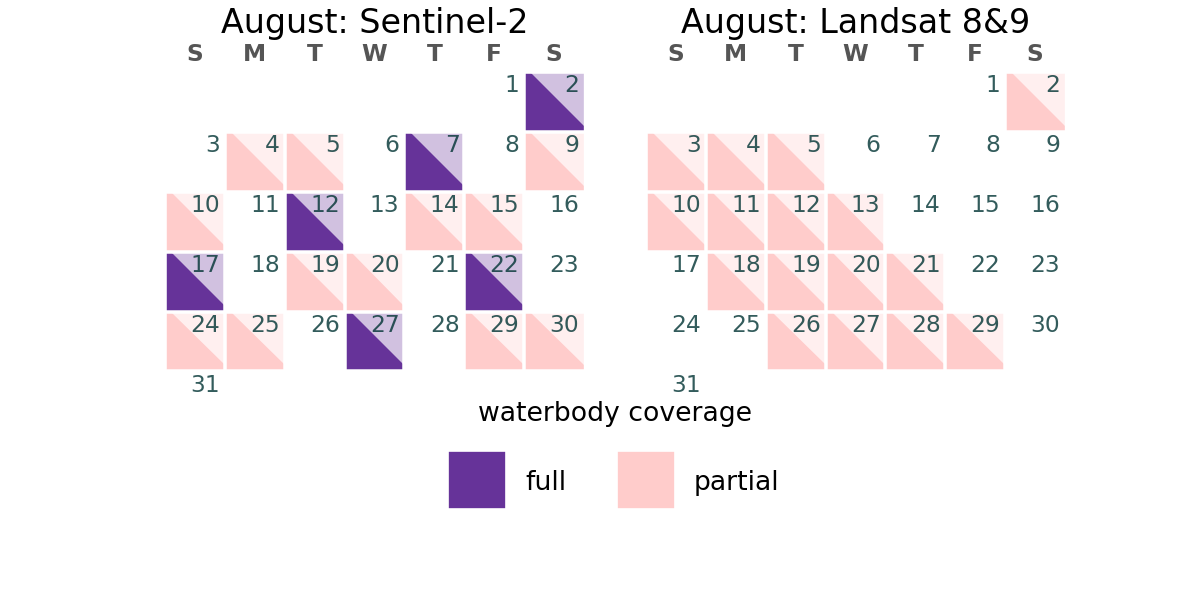 August: Sentinel-2
S M T W T F S
1 2
3 4 5 6 7 8 9
10 11 12 13 14 15 16
17 18 19 20 21 22 23
24 25 26 27 28 29 30
31
August: Landsat 8&9
S M T W T F S
1 2
3 4 5 6 7 8 9
10 11 12 13 14 15 16
17 18 19 20 21 22 23
24 25 26 27 28 29 30
31
waterbody coverage
full
partial